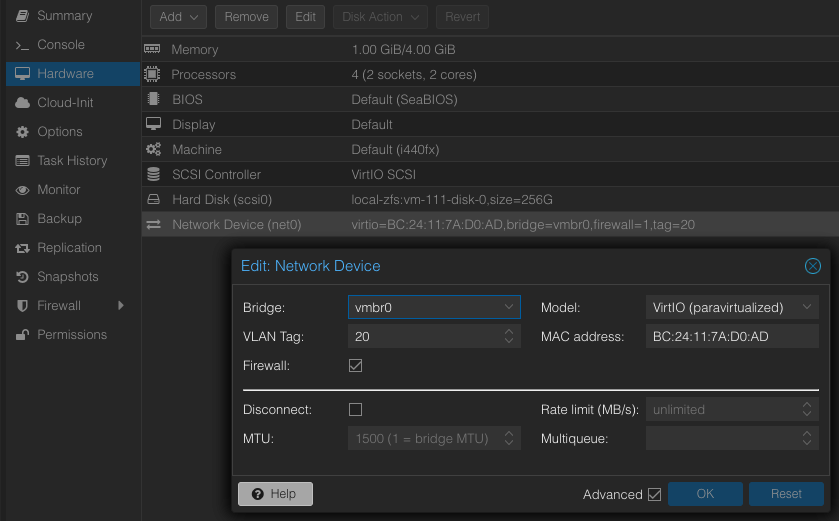 Summary
Console
Hardware
Cloud-Init
Options
Task History
Monitor
Backup
Replication
Snapshots
Firewall
Permissions
Add Remove Edit Disk Action Revert
Memory 1.00 GiB/4.00 GiB
Processors 4 (2 sockets, 2 cores)
BIOS Default (SeaBIOS)
Display Default
Machine Default (i440fx)
SCSI Controller VirtIO SCSI
Hard Disk (scsi0) local-zfs:vm-111-disk-0,size=256G
Network Device (net0) virtio=BC:24:11:7A:D0:AD,bridge=vmbr0,firewall=1,tag=20
Edit: Network Device
Bridge: vmbr0 Model: VirtIO (paravirtualized)
VLAN Tag: 20 MAC address: BC:24:11:7A:D0:AD
Firewall:
Disconnect: Rate limit (MB/s): unlimited
MTU: 1500 (1 = bridge MTU) Multiqueue:
Help Advanced OK Reset